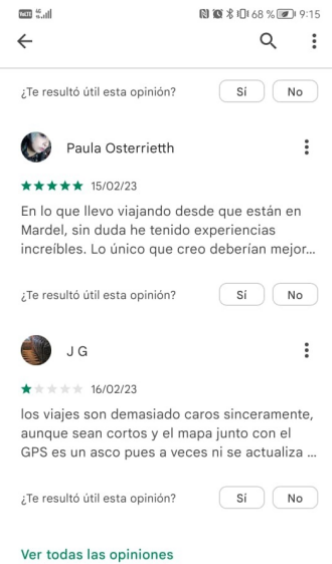 68 % 9:15
¿Te resultó útil esta opinión? Sí No
Paula Osterrietth
15/02/23
En lo que llevo viajando desde que están en
Mardel, sin duda he tenido experiencias
increíbles. Lo único que creo deberían mejor...
¿Te resultó útil esta opinión? Sí No
J G
16/02/23
los viajes son demasiado caros sinceramente,
aunque sean cortos y el mapa junto con el
GPS es un asco pues a veces ni se actualiza ...
¿Te resultó útil esta opinión? Sí No
Ver todas las opiniones